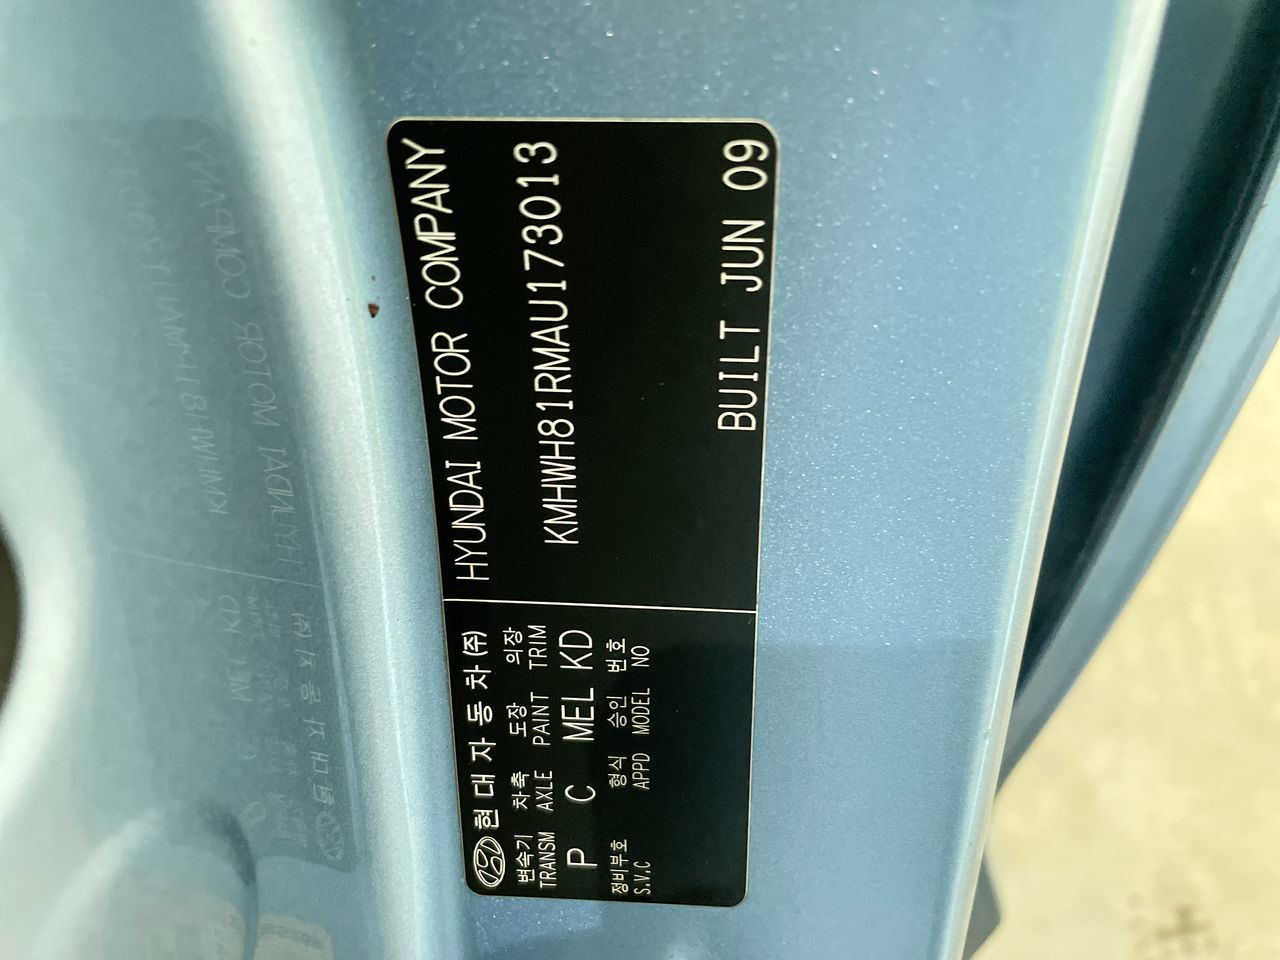 현대자동차(주)
변속기 차축 도장 의장
TRANSM AXLE PAINT TRIM
P C MEL KD
정비부호 형식 승인 번호
S.V.C APPD MODEL NO
HYUNDAI MOTOR COMPANY
KMHWH81RMAU173013
BUILT JUN 09